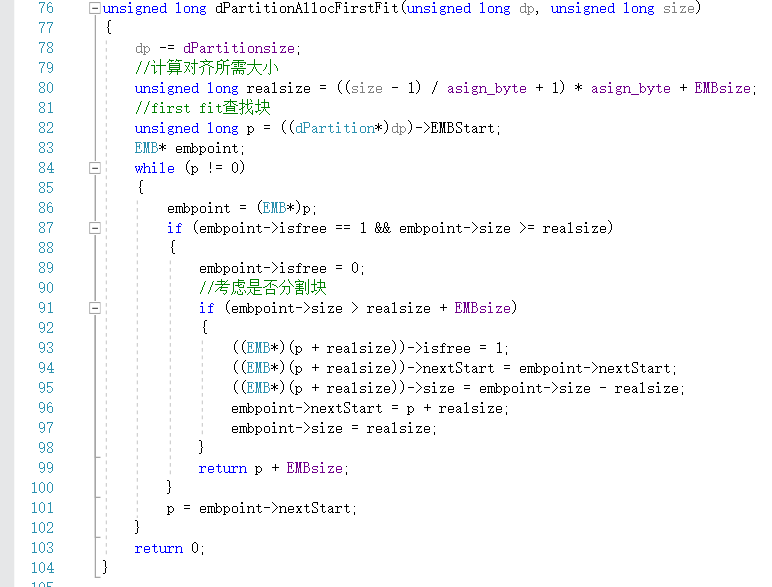 76 unsigned long dPartitionAllocFirstFit(unsigned long dp, unsigned long size)
77 {
78 dp -= dPartitionsize;
79 //计算对齐所需大小
80 unsigned long realsize = ((size - 1) / asign_byte + 1) * asign_byte + EMBsize;
81 //first fit查找块
82 unsigned long p = ((dPartition*)dp)->EMBStart;
83 EMB* embpoint;
84 while (p != 0)
85 {
86 embpoint = (EMB*)p;
87 if (embpoint->isfree == 1 && embpoint->size >= realsize)
88 {
89 embpoint->isfree = 0;
90 //考虑是否分割块
91 if (embpoint->size > realsize + EMBsize)
92 {
93 ((EMB*)(p + realsize))->isfree = 1;
94 ((EMB*)(p + realsize))->nextStart = embpoint->nextStart;
95 ((EMB*)(p + realsize))->size = embpoint->size - realsize;
96 embpoint->nextStart = p + realsize;
97 embpoint->size = realsize;
98 }
99 return p + EMBsize;
100 }
101 p = embpoint->nextStart;
102 }
103 return 0;
104 }
105